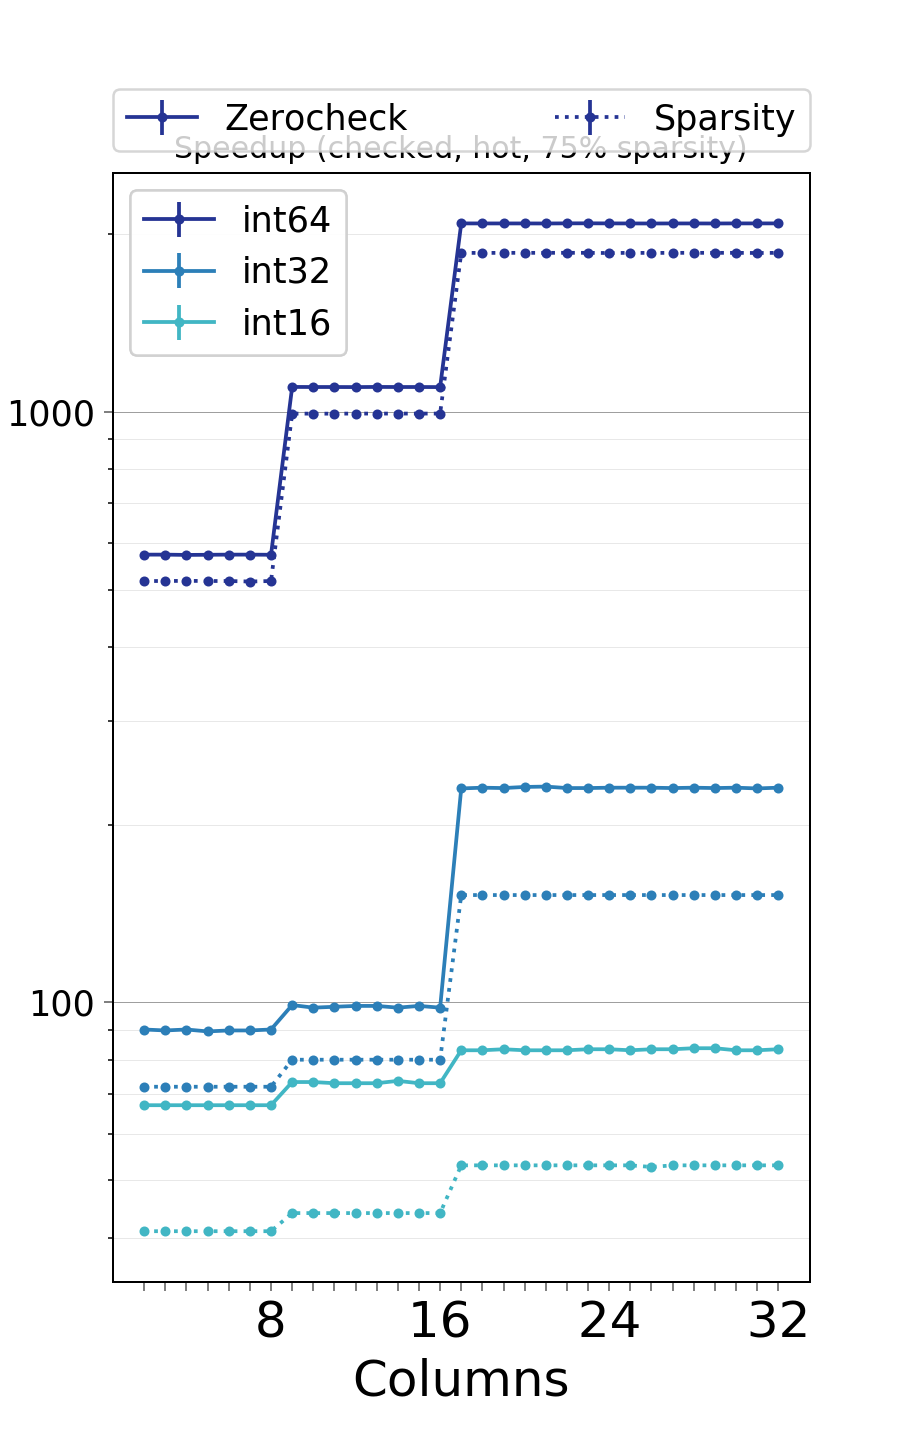 Zerocheck Sparsity
Speedup (checked, hot, 75% sparsity)
int64
int32
int16
1000
100
8 16 24 32
Columns